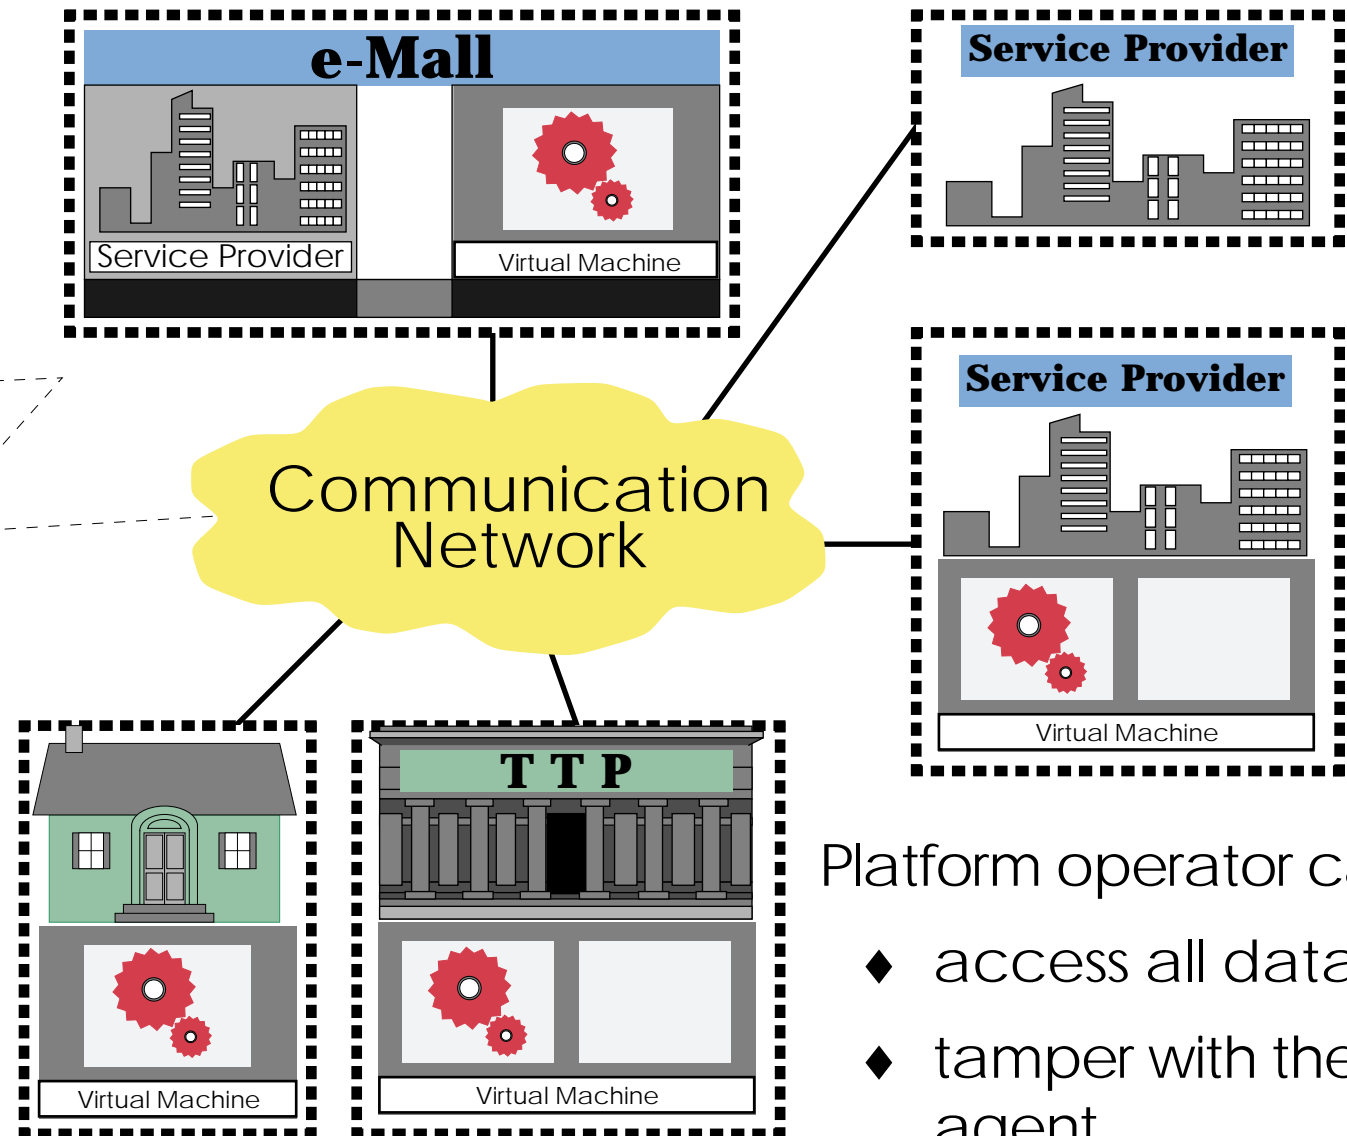 e-Mall
Service Provider
Service Provider
Virtual Machine
Service Provider
Communication
Network
Virtual Machine
T T P
Virtual Machine
Virtual Machine
Platform operator
access all data
tamper with the
agent